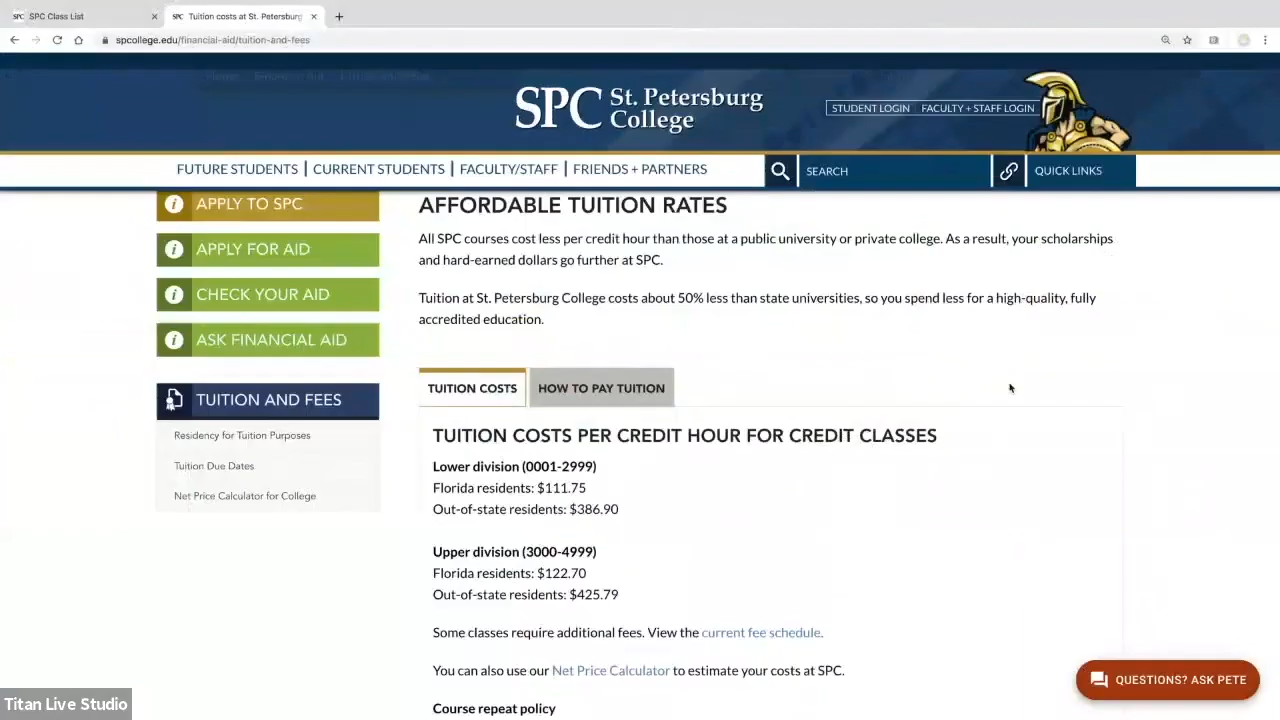 SPC SPC Class List
SPC Tuition costs at St. Petersburg
spcollege.edu/financial-aid/tuition-and-fees
SPC St. Petersburg College
STUDENT LOGIN FACULTY + STAFF LOGIN
FUTURE STUDENTS | CURRENT STUDENTS | FACULTY/STAFF | FRIENDS + PARTNERS
SEARCH
QUICK LINKS
APPLY TO SPC
APPLY FOR AID
CHECK YOUR AID
ASK FINANCIAL AID
TUITION AND FEES
Residency for Tuition Purposes
Tuition Due Dates
Net Price Calculator for College
AFFORDABLE TUITION RATES
All SPC courses cost less per credit hour than those at a public university or private college. As a result, your scholarships
and hard-earned dollars go further at SPC.
Tuition at St. Petersburg College costs about 50% less than state universities, so you spend less for a high-quality, fully
accredited education.
TUITION COSTS
HOW TO PAY TUITION
TUITION COSTS PER CREDIT HOUR FOR CREDIT CLASSES
Lower division (0001-2999)
Florida residents: $111.75
Out-of-state residents: $386.90
Upper division (3000-4999)
Florida residents: $122.70
Out-of-state residents: $425.79
Some classes require additional fees. View the current fee schedule.
You can also use our Net Price Calculator to estimate your costs at SPC.
Course repeat policy
QUESTIONS? ASK PETE
Titan Live Studio